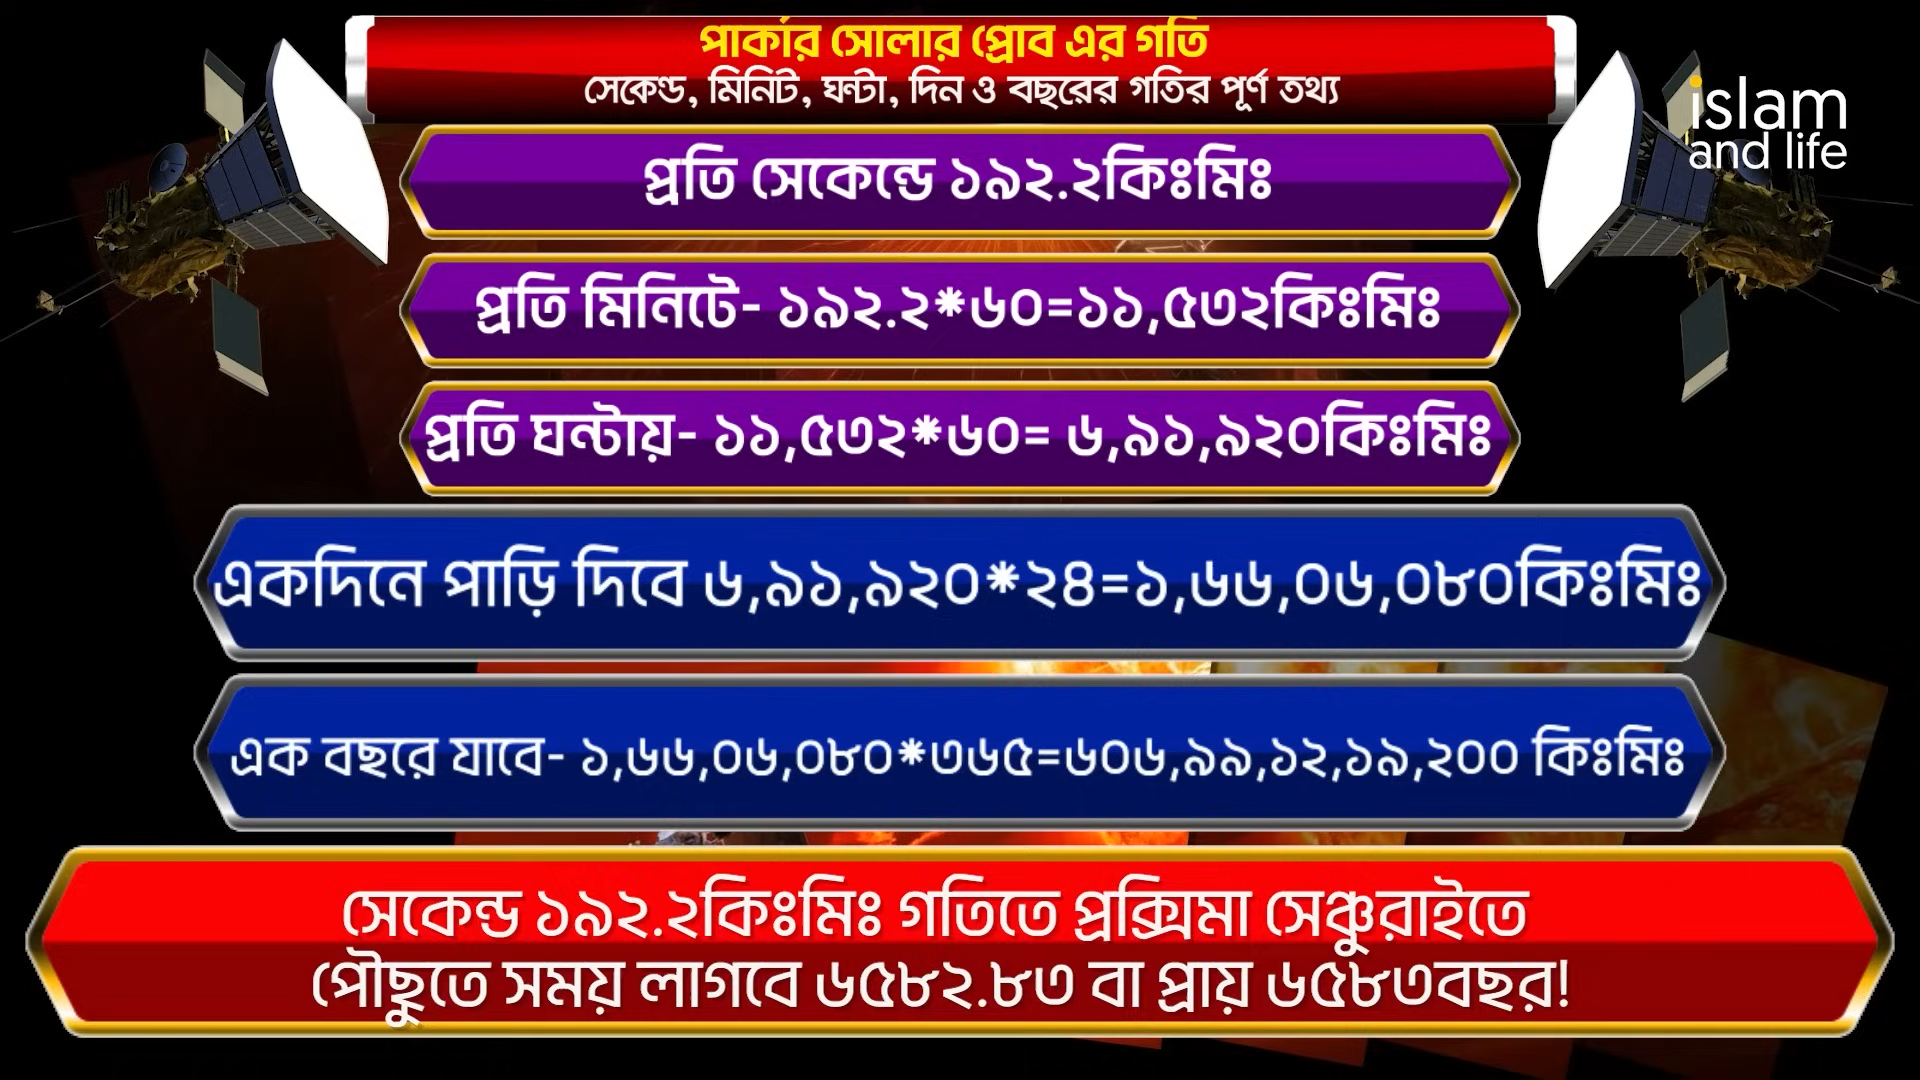 পার্কার সোলার প্রোব এর গতি
সেকেণ্ড, মিনিট, ঘন্টা, দিন ও বছরের গতির পূর্ণ তথ্য
islam
and life
প্রতি সেকেন্ডে ১৯২.২কিঃমিঃ
প্রতি মিনিটে- ১৯২.২*৬০=১১,৫৩২কিঃমিঃ
প্রতি ঘন্টায়- ১১,৫৩২*৬০= ৬,৯১,৯২০কিঃমিঃ
একদিনে পাড়ি দিবে ৬,৯১,৯২০*২৪=১,৬৬,০৬,০৮০কিঃমিঃ
এক বছরে যাবে- ১,৬৬,০৬,০৮০*৩৬৫=৬০৬,৯৯,১২,১৯,২০০ কিঃমিঃ
সেকেন্ড ১৯২.২কিঃমিঃ গতিতে প্রক্সিমা সেঞ্চুরাইতে
পৌছুতে সময় লাগবে ৬৫৮২.৮৩ বা প্রায় ৬৫৮৩বছর!